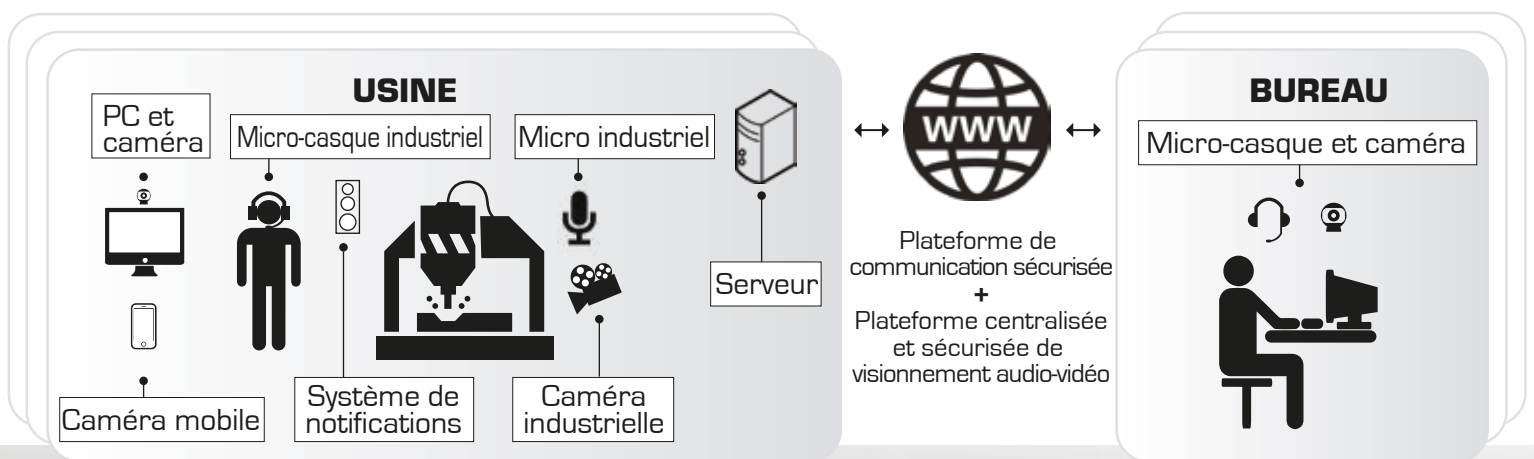 USINE
PC et
caméra
Micro-casque industriel
Micro industriel
Serveur
Caméra mobile
Système de
notifications
Caméra
industrielle
WWW
Plateforme de
communication sécurisée
+
Plateforme centralisée
et sécurisée de
visionnement audio-vidéo
BUREAU
Micro-casque et caméra